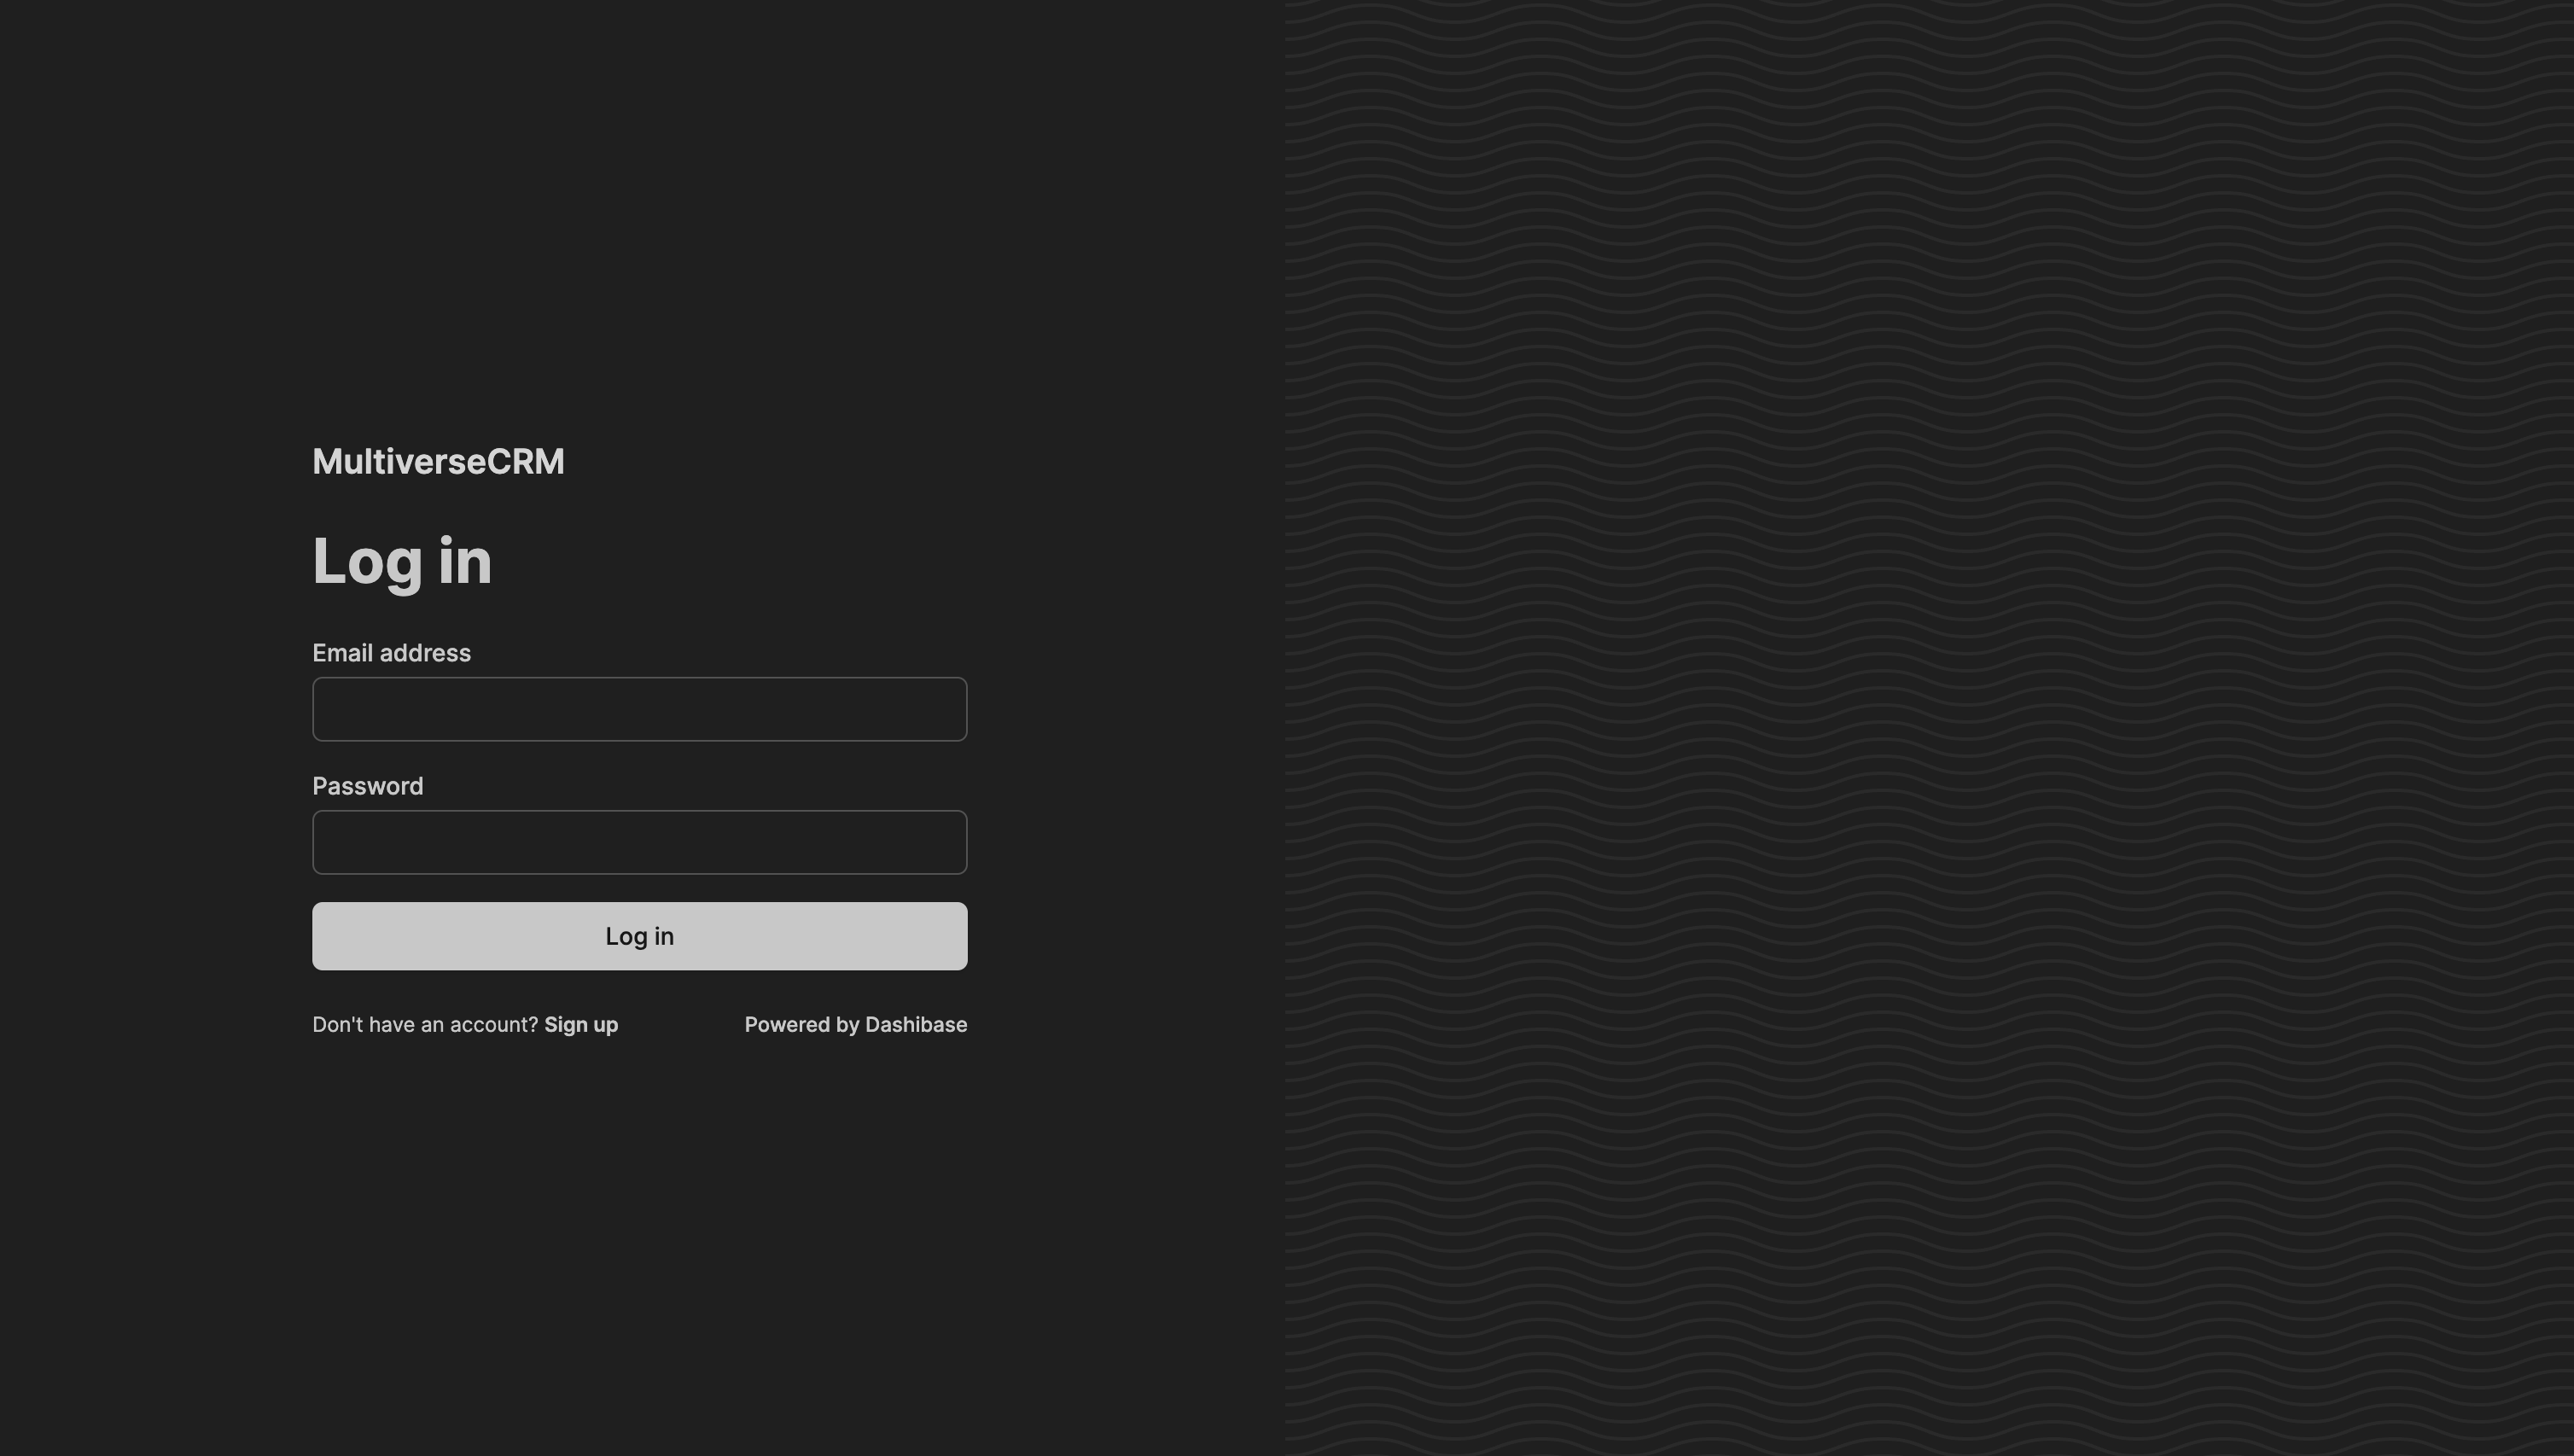 MultiverseCRM
Log in
Email address
Password
Log in
Don't have an account? Sign up
Powered by Dashibase